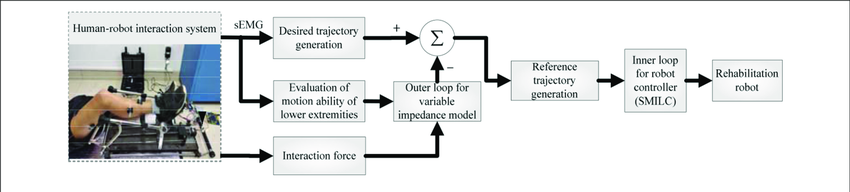 Human-robot interaction system
sEMG
Desired trajectory
generation
+
Σ
−
Evaluation of
motion ability of
lower extremities
Outer loop for
variable
impedance model
Interaction force
Reference
trajectory
generation
Inner loop
for robot
controller
(SMILC)
Rehabilitation
robot